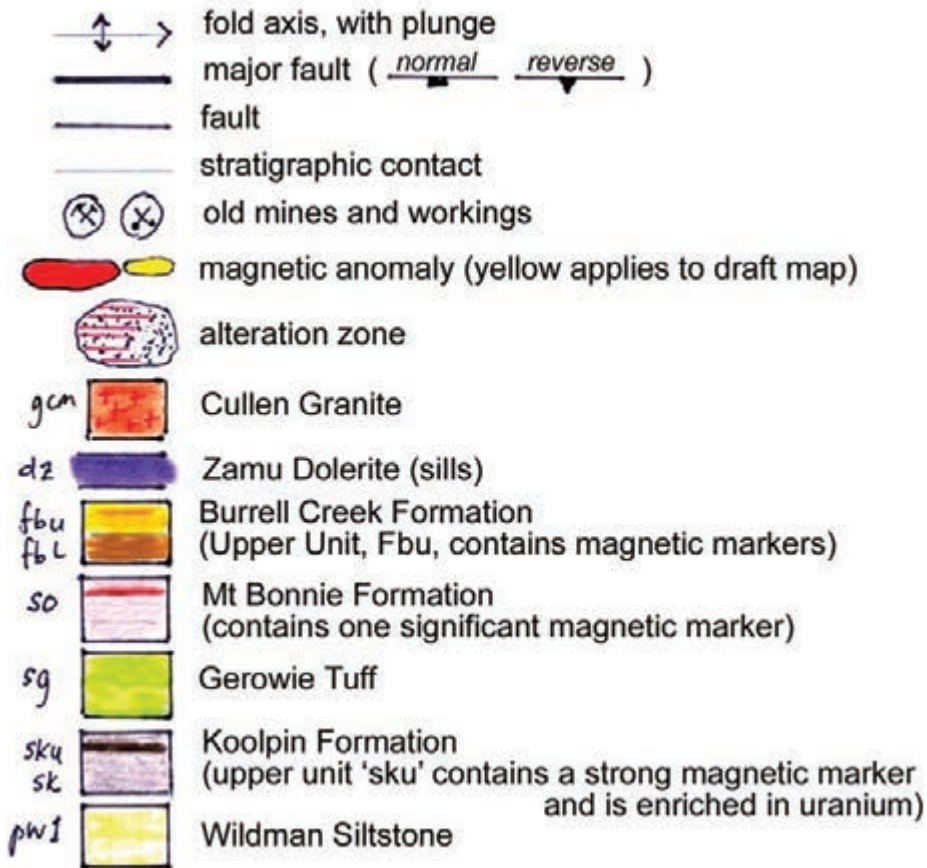 fold axis, with plunge
major fault ( normal reverse )
fault
stratigraphic contact
old mines and workings
magnetic anomaly (yellow applies to draft map)
alteration zone
gcm Cullen Granite
dz Zamu Dolerite (sills)
fbu Burrell Creek Formation
fbL (Upper Unit, Fbu, contains magnetic markers)
so Mt Bonnie Formation
(contains one significant magnetic marker)
sg Gerowie Tuff
sku Koolpin Formation
sk (upper unit 'sku' contains a strong magnetic marker
and is enriched in uranium)
pw1 Wildman Siltstone